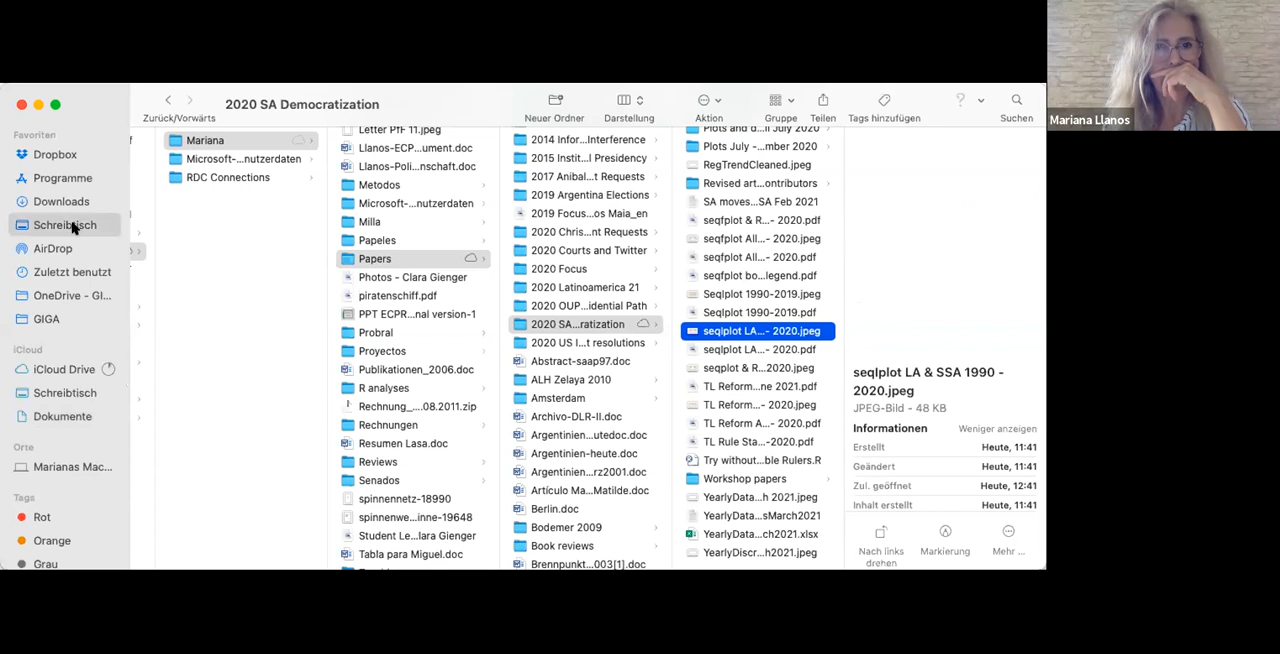 2020 SA Democratization
Zurück/Vorwärts
Neuer Ordner
Darstellung
Aktion
Gruppe
Teilen
Tags hinzufügen
Suchen
Mariana Llanos
Favoriten
Dropbox
Programme
Downloads
Schreibtisch
AirDrop
Zuletzt benutzt
OneDrive - GI...
GIGA
iCloud
iCloud Drive
Schreibtisch
Dokumente
Orte
Marianas Mac...
Tags
Rot
Orange
Grau
Mariana
Microsoft-...nutzerdaten
RDC Connections
Letter PtF 11.jpeg
Llanos-ECP...ument.doc
Llanos-Poli...nschaft.doc
Metodos
Microsoft-...nutzerdaten
Milla
Papeles
Papers
Photos - Clara Gienger
piratenschiff.pdf
PPT ECPR...nal version-1
Probral
Proyectos
Publikationen_2006.doc
R analyses
Rechnung_....08.2011.zip
Rechnungen
Resumen Lasa.doc
Reviews
Senados
spinnennetz-18990
spinnenwe...inne-19648
Student Le...lara Gienger
Tabla para Miguel.doc
2014 Infor...Interference
2015 Instit...l Presidency
2017 Anibal...t Requests
2019 Argentina Elections
2019 Focus...os Maia_en
2020 Chris...nt Requests
2020 Courts and Twitter
2020 Focus
2020 Latinoamerica 21
2020 OUP...idential Path
2020 SA...ratization
2020 US I...t resolutions
Abstract-saap97.doc
ALH Zelaya 2010
Amsterdam
Archivo-DLR-II.doc
Argentinien...utedoc.doc
Argentinien-heute.doc
Argentinien...rz2001.doc
Artículo Ma...Matilde.doc
Berlin.doc
Bodemer 2009
Book reviews
Brennpunkt...003[1].doc
Plots and d...ll July 2020
Plots July -...mber 2020
RegTrendCleaned.jpeg
Revised art...ontributors
SA moves...SA Feb 2021
seqfplot & R...- 2020.pdf
seqfplot All...- 2020.jpeg
seqfplot All...- 2020.pdf
seqfplot bo...legend.pdf
Seqlplot 1990-2019.jpeg
Seqlplot 1990-2019.pdf
seqlplot LA...- 2020.jpeg
seqlplot LA...- 2020.pdf
seqplot & R...2020.jpeg
TL Reform...ne 2021.pdf
TL Reform...- 2020.jpeg
TL Reform A...- 2020.pdf
TL Rule Sta...-2020.pdf
Try without...ble Rulers.R
Workshop papers
YearlyData...h 2021.jpeg
YearlyData...sMarch2021
YearlyData...ch2021.xlsx
YearlyDiscr...h2021.jpeg
seqlplot LA & SSA 1990 -
2020.jpeg
JPEG-Bild - 48 KB
Informationen Weniger anzeigen
Erstellt Heute, 11:41
Geändert Heute, 11:41
Zul. geöffnet Heute, 12:41
Inhalt erstellt Heute, 11:41
Nach links
drehen
Markierung
Mehr ...